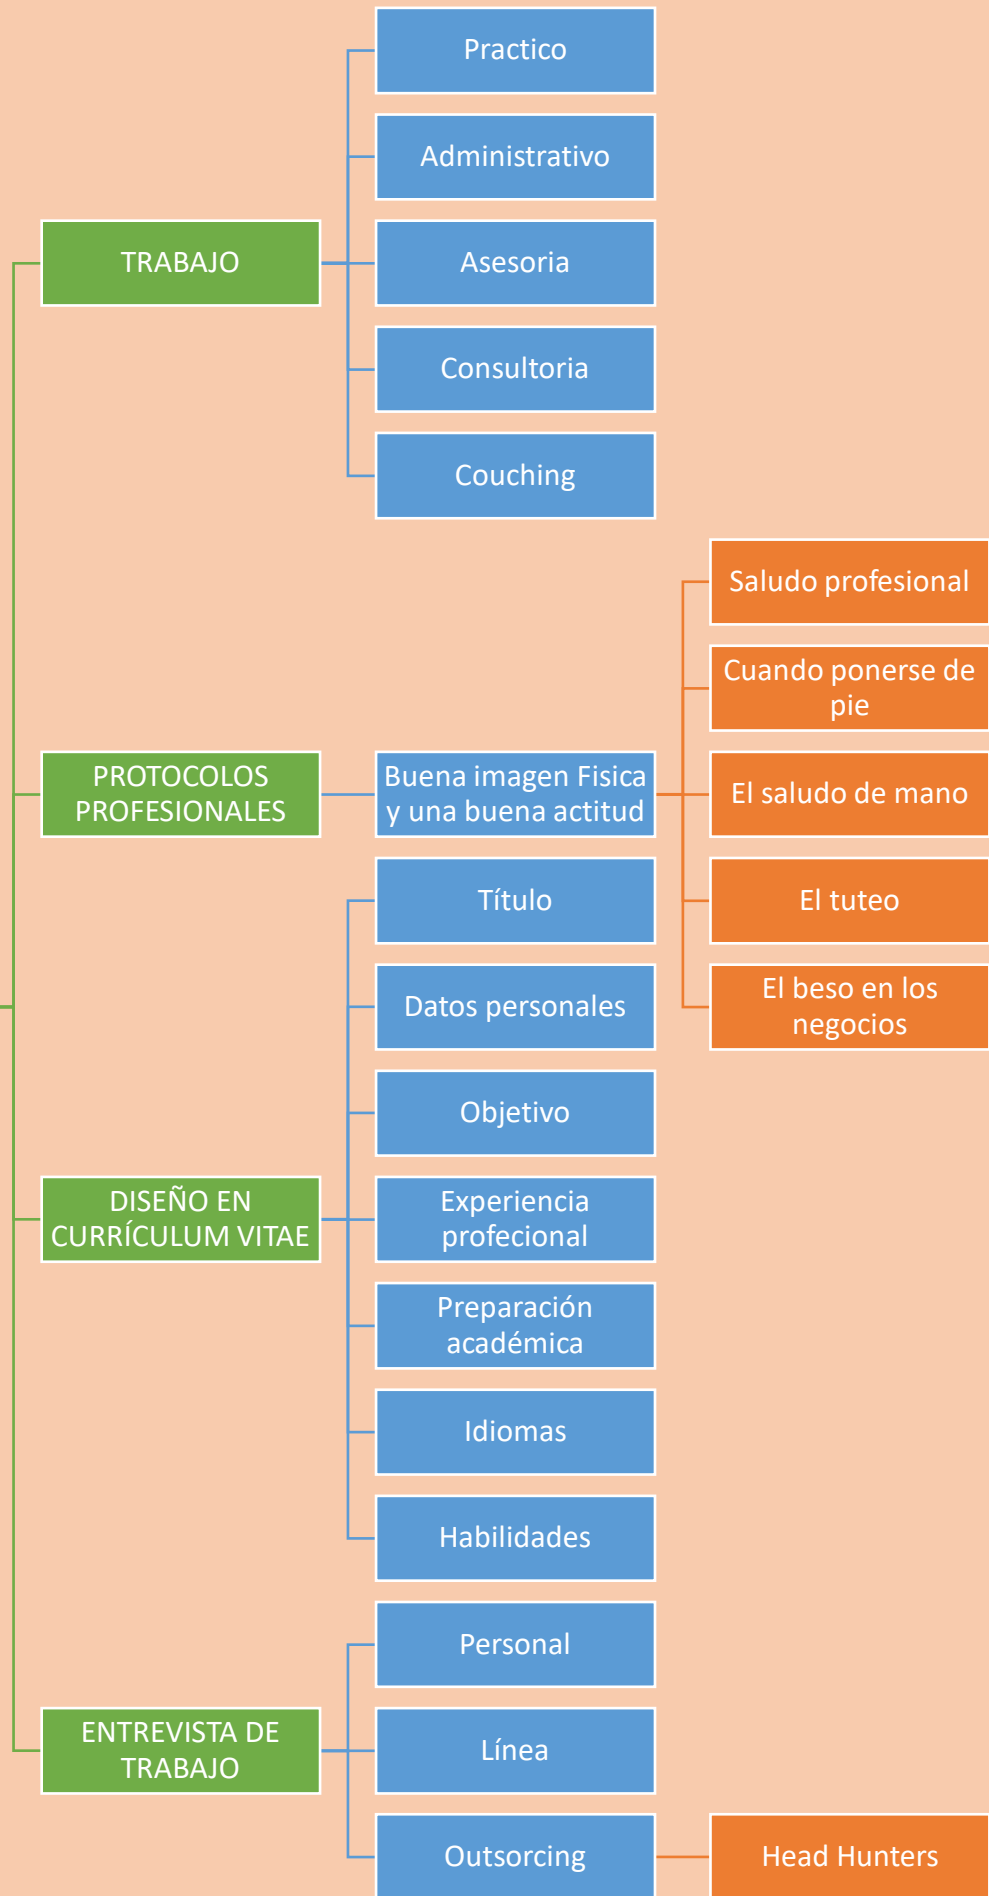 TRABAJO
Practico
Administrativo
Asesoria
Consultoria
Couching
PROTOCOLOS
PROFESIONALES
Buena imagen Fisica
y una buena actitud
Saludo profesional
Cuando ponerse de
pie
El saludo de mano
El tuteo
El beso en los
negocios
DISEÑO EN
CURRÍCULUM VITAE
Título
Datos personales
Objetivo
Experiencia
profecional
Preparación
académica
Idiomas
Habilidades
ENTREVISTA DE
TRABAJO
Personal
Línea
Outsorcing
Head Hunters